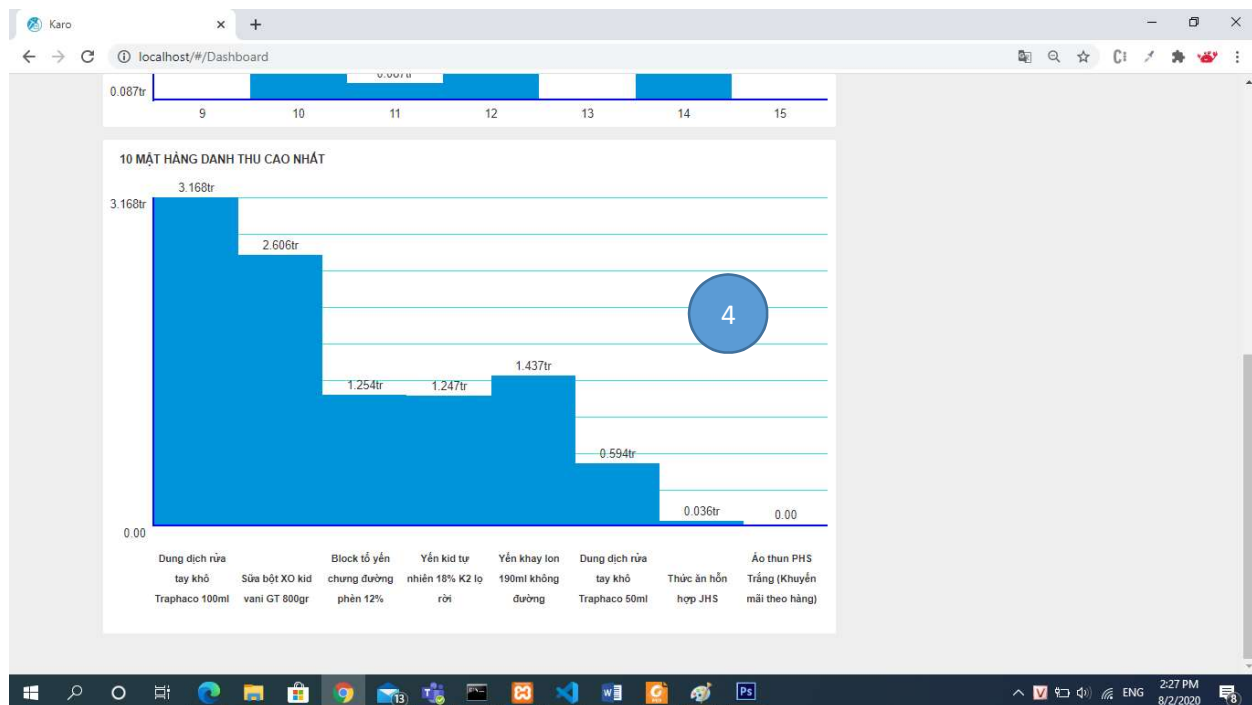 Karo
localhost/#/Dashboard
0.087tr
0.087tr
9 10 11 12 13 14 15
10 MẶT HÀNG DANH THU CAO NHẤT
3.168tr
3.168tr
2.606tr
4
1.437tr
1.254tr
1.247tr
0.594tr
0.036tr
0.00
0.00
Dung dịch rửa
tay khô
Traphaco 100ml
Sữa bột XO kid
vani GT 800gr
Block tổ yến
chưng đường
phèn 12%
Yến kid tự
nhiên 18% K2 lọ
rời
Yến khay lon
190ml không
đường
Dung dịch rửa
tay khô
Traphaco 50ml
Thức ăn hỗn
hợp JHS
Áo thun PHS
Trắng (Khuyến
mãi theo hàng)
13
Ps
V
ENG
2:27 PM
8/2/2020
8